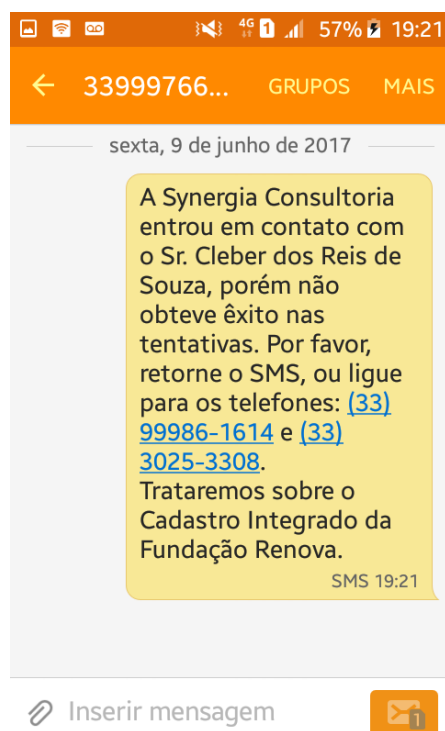 4G 1 57% 19:21
33999766... GRUPOS MAIS
sexta, 9 de junho de 2017
A Synergia Consultoria
entrou em contato com
o Sr. Cleber dos Reis de
Souza, porém não
obteve êxito nas
tentativas. Por favor,
retorne o SMS, ou ligue
para os telefones: (33)
99986-1614 e (33)
3025-3308.
Trataremos sobre o
Cadastro Integrado da
Fundação Renova.
SMS 19:21
Inserir mensagem
1